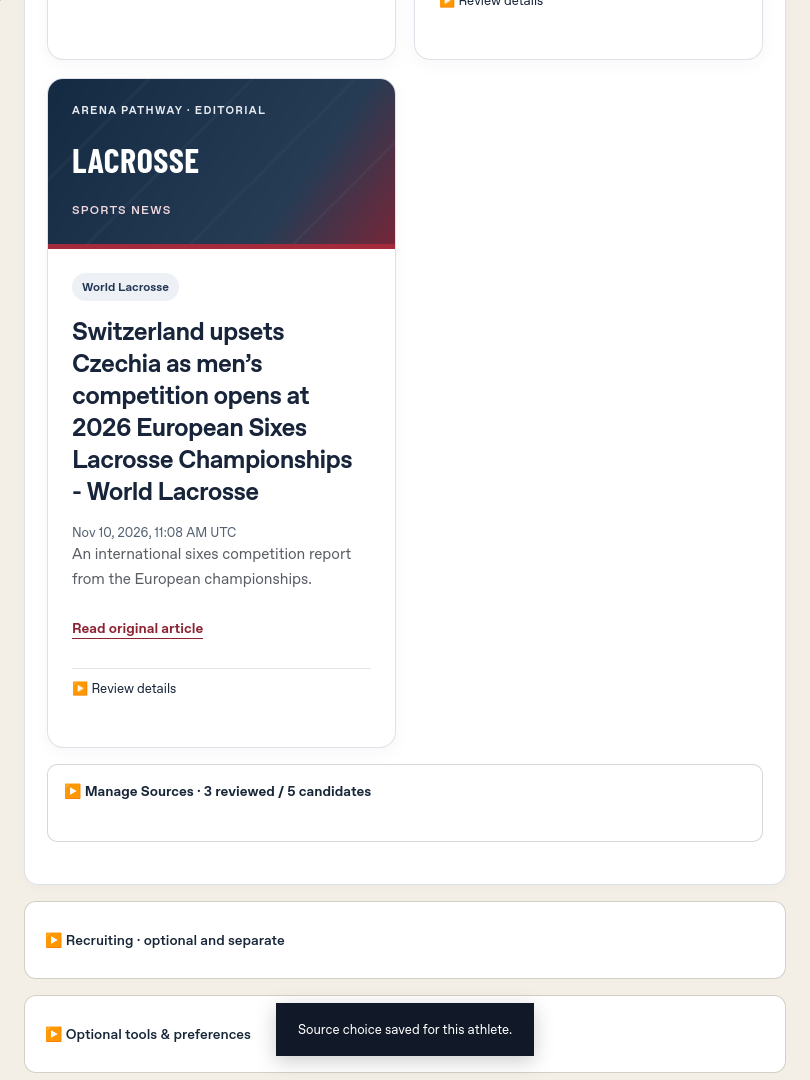 ▶️ Review details
ARENA PATHWAY · EDITORIAL
LACROSSE
SPORTS NEWS
World Lacrosse
Switzerland upsets
Czechia as men’s
competition opens at
2026 European Sixes
Lacrosse Championships
- World Lacrosse
Nov 10, 2026, 11:08 AM UTC
An international sixes competition report
from the European championships.
Read original article
▶️ Review details
▶️ Manage Sources · 3 reviewed / 5 candidates
▶️ Recruiting · optional and separate
▶️ Optional tools & preferences
Source choice saved for this athlete.